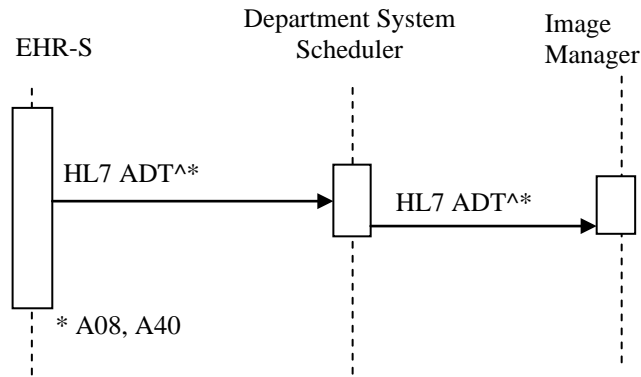 EHR-S
Department System
Scheduler
Image
Manager
HL7 ADT^*
HL7 ADT^*
* A08, A40